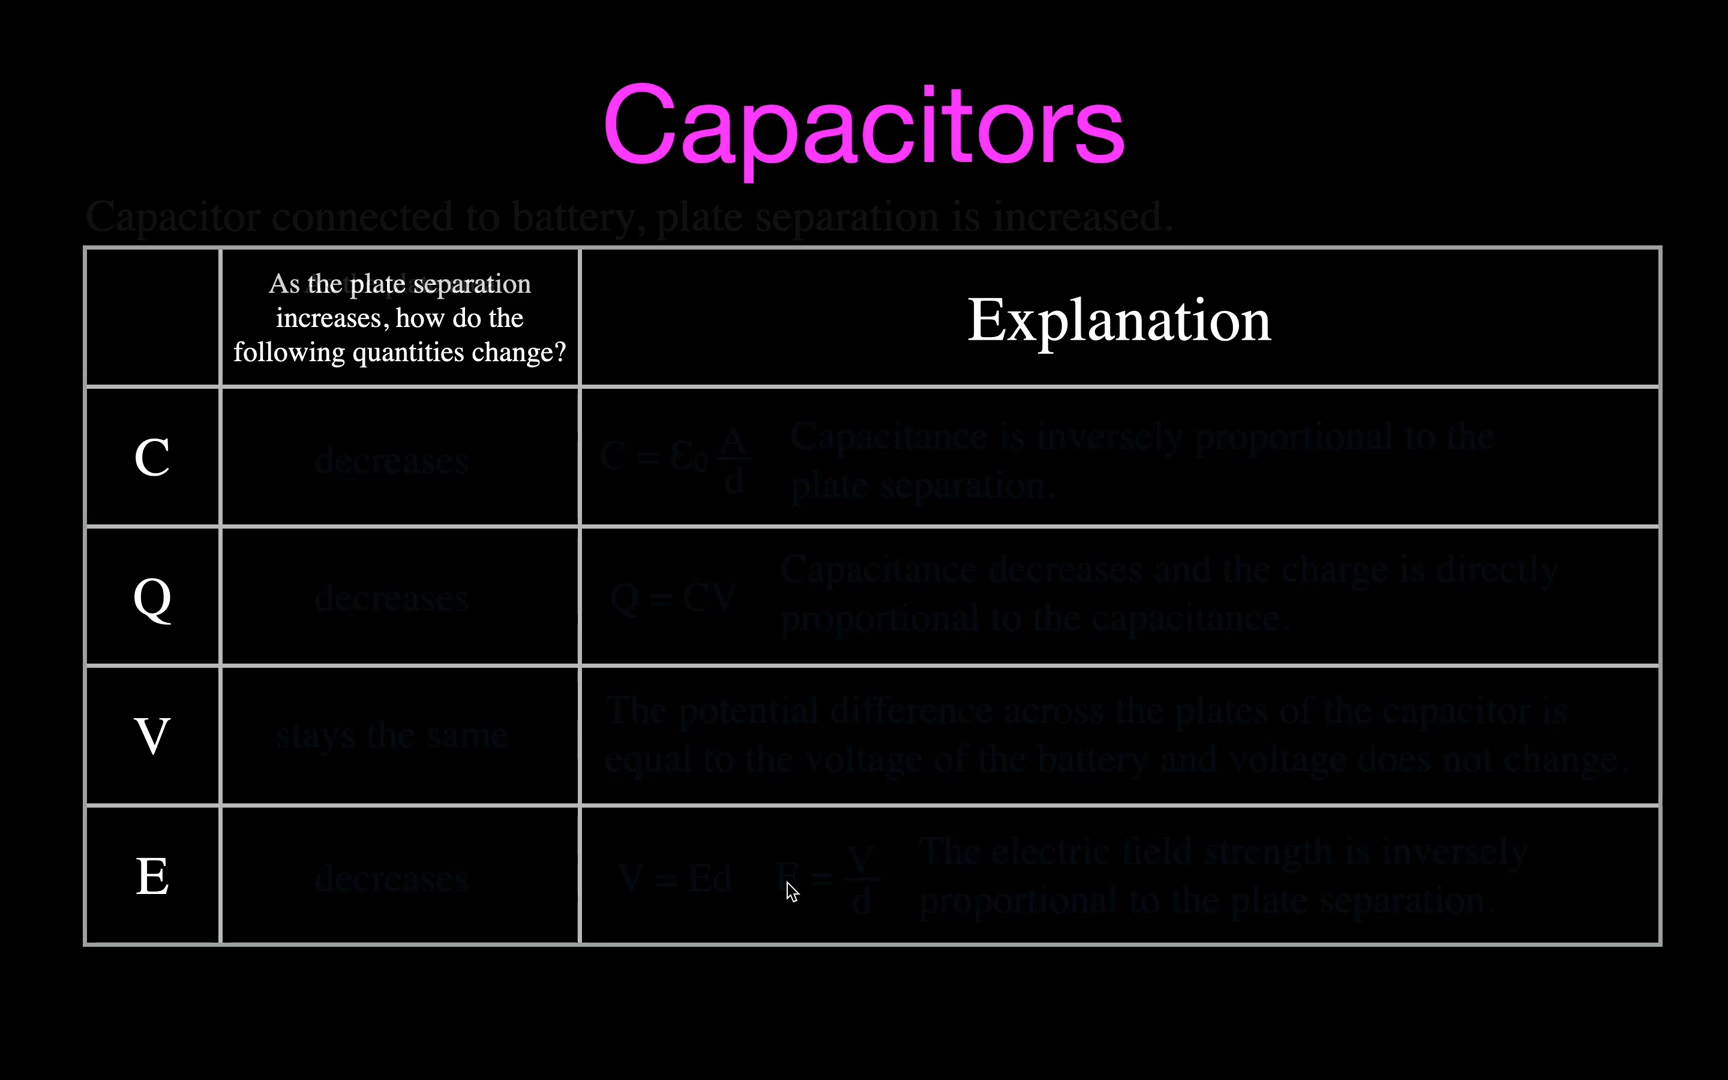 Capacitors
Capacitor connected to battery, plate separation is increased.
As the plate separation
increases, how do the
following quantities change?
Explanation
C
decreases
C = ε₀ A/d
Capacitance is inversely proportional to the
plate separation.
Q
decreases
Q = CV
Capacitance decreases and the charge is directly
proportional to the capacitance.
V
stays the same
The potential difference across the plates of the capacitor is
equal to the voltage of the battery and voltage does not change.
E
decreases
V = Ed
E = V/d
The electric field strength is inversely
proportional to the plate separation.